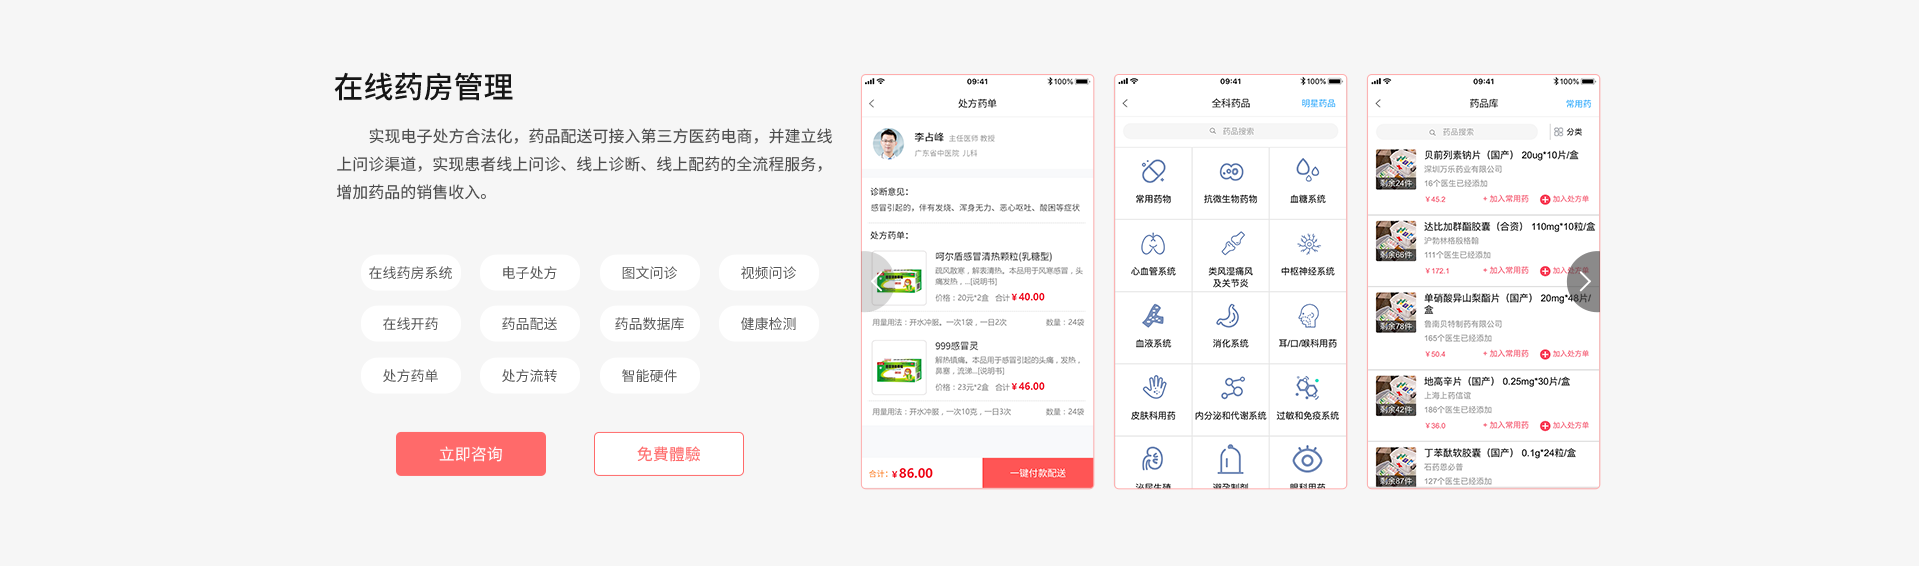 在线药房管理
实现电子处方合法化，药品配送可接入第三方医药电商，并建立线
上问诊渠道，实现患者线上问诊、线上诊断、线上配药的全流程服务，
增加药品的销售收入。
在线药房系统
电子处方
图文问诊
视频问诊
在线开药
药品配送
药品数据库
健康检测
处方药单
处方流转
智能硬件
立即咨询
免費體驗
09:41
100%
处方药单
李占峰 主任医师 教授
广东省中医院 儿科
诊断意见：
感冒引起的，伴有发烧、浑身无力、恶心呕吐、酸困等症状
处方药单：
呵尔盾感冒清热颗粒(乳糖型)
疏风散寒，解表清热。本品用于风寒感冒，头
痛发热，...[说明书]
价格：20元*2盒 合计¥40.00
用量用法：开水冲服。一次1袋，一日2次
数量：24袋
999感冒灵
解热镇痛。本品用于感冒引起的头痛，发热，
鼻塞，流涕...[说明书]
价格：23元*2盒 合计¥46.00
用量用法：开水冲服，一次10克，一日3次
数量：24袋
合计：¥86.00
一键付款配送
09:41
100%
全科药品
明星药品
药品搜索
常用药物
抗微生物药物
血糖系统
心血管系统
类风湿痛风
及关节炎
中枢神经系统
血液系统
消化系统
耳/口/喉科用药
皮肤科用药
内分泌和代谢系统
过敏和免疫系统
泌尿生殖
避孕制剂
眼科用药
09:41
100%
药品库
常用药
药品搜索
分类
贝前列素钠片（国产） 20ug*10片/盒
深圳万乐药业有限公司
16个医生已经添加
剩余24件
¥45.2
+ 加入常用药
加入处方单
达比加群酯胶囊（合资） 110mg*10粒/盒
沪勃林格殷格翰
111个医生已经添加
剩余66件
¥172.1
+ 加入常用药
加入处方单
单硝酸异山梨酯片（国产） 20mg*48片/
盒
鲁南贝特制药有限公司
165个医生已经添加
剩余78件
¥50.4
+ 加入常用药
加入处方单
地高辛片（国产） 0.25mg*30片/盒
上海上药信谊
186个医生已经添加
剩余42件
¥36.0
+ 加入常用药
加入处方单
丁苯酞软胶囊（国产） 0.1g*24粒/盒
石药恩必普
127个医生已经添加
剩余87件